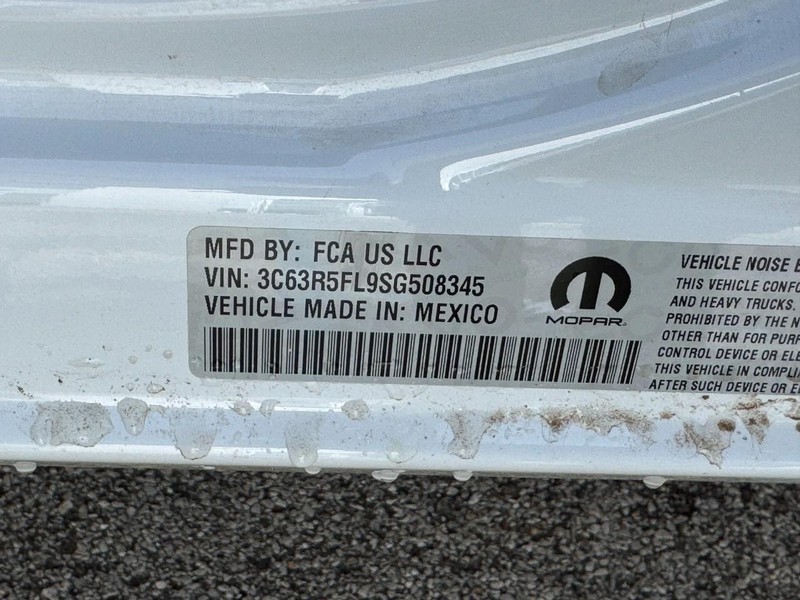 MFD BY: FCA US LLC
VIN: 3C63R5FL9SG508345
VEHICLE MADE IN: MEXICO
MOPAR
VEHICLE NOISE
THIS VEHICLE
AND HEAVY TRUCKS.
PROHIBITED BY THE
OTHER THAN FOR
CONTROL DEVICE OR
THIS VEHICLE IN
AFTER SUCH DEVICE OR